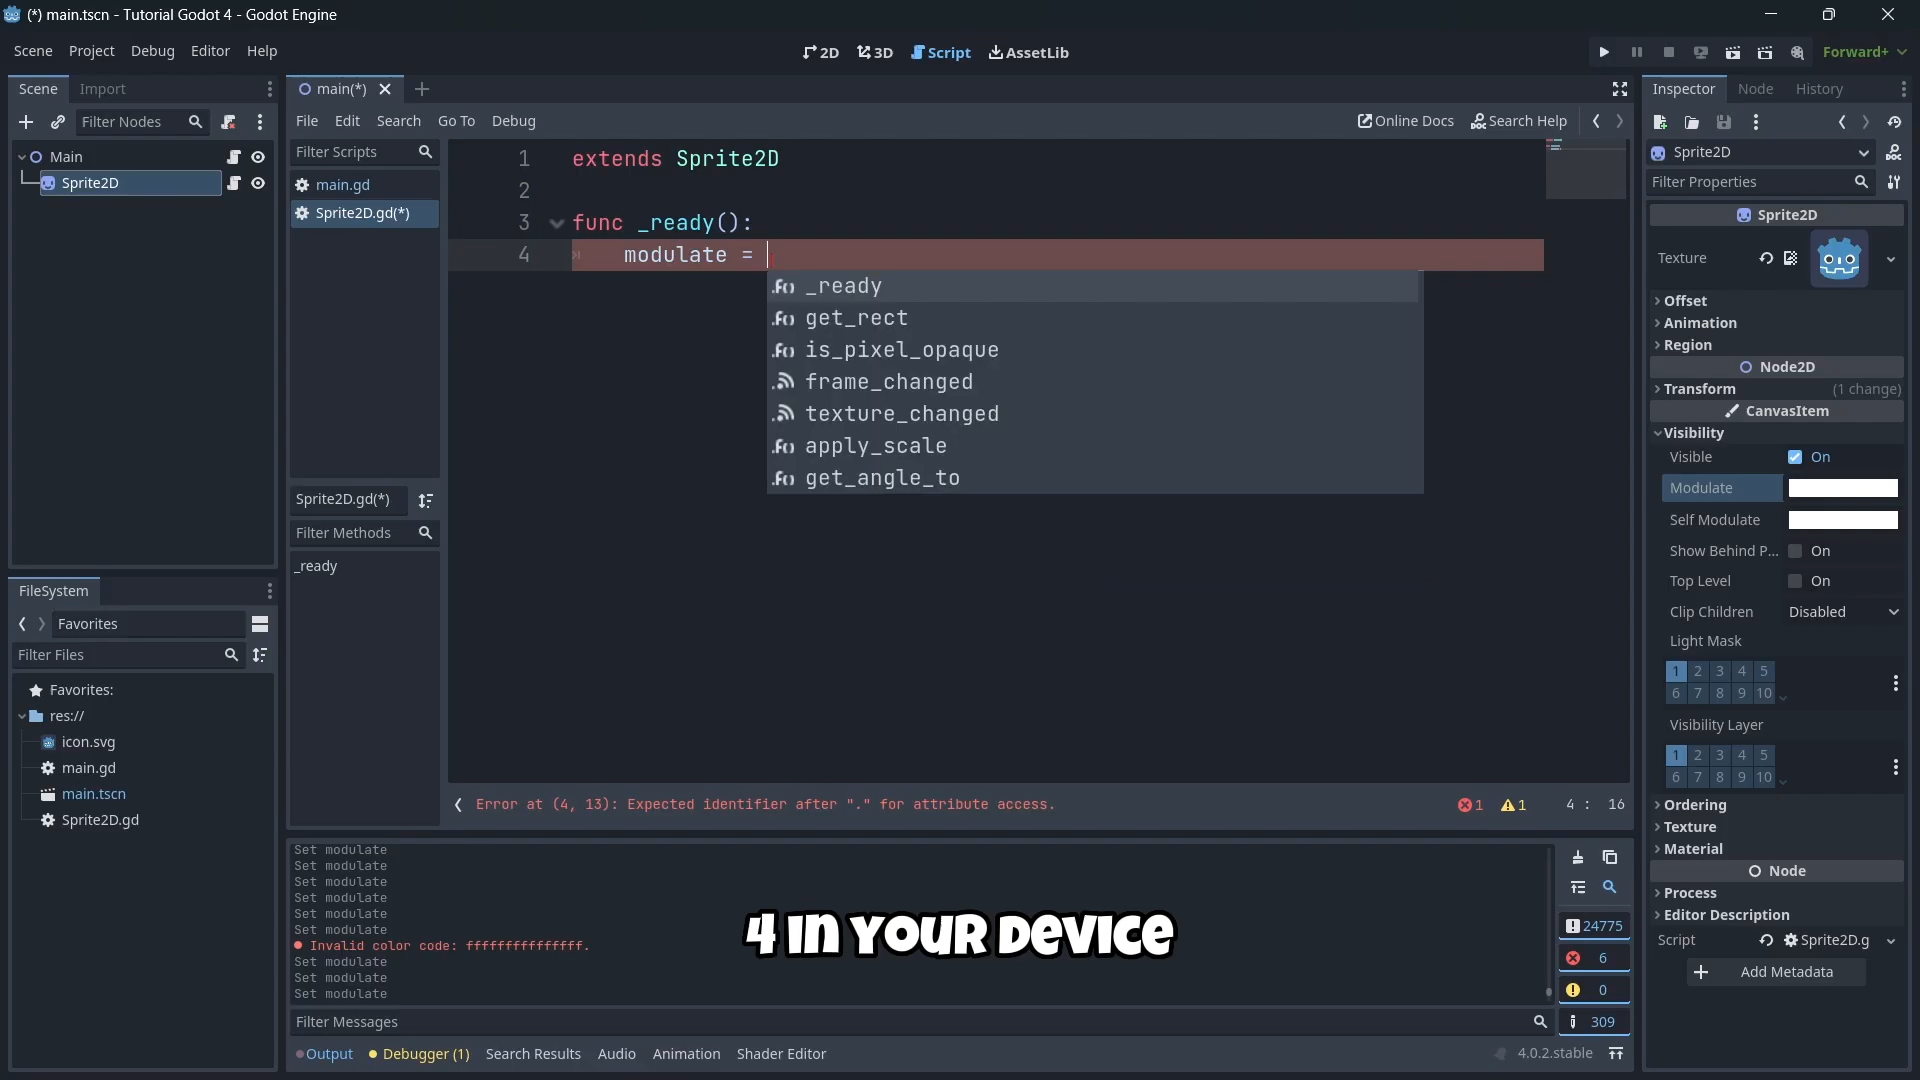 (*) main.tscn - Tutorial Godot 4 - Godot Engine
Scene Project Debug Editor Help
2D 3D Script AssetLib
Forward+
Scene Import
Filter Nodes
Main
Sprite2D
FileSystem
Favorites
Filter Files
Favorites:
res://
icon.svg
main.gd
main.tscn
Sprite2D.gd
main(*)
File Edit Search Go To Debug
Online Docs Search Help
Filter Scripts
main.gd
Sprite2D.gd(*)
Sprite2D.gd(*)
Filter Methods
_ready
1 extends Sprite2D
2
3 func _ready():
4 modulate =
_ready
get_rect
is_pixel_opaque
frame_changed
texture_changed
apply_scale
get_angle_to
Error at (4, 13): Expected identifier after "." for attribute access.
1 1 4 : 16
Set modulate
Set modulate
Set modulate
Set modulate
Set modulate
Set modulate
Invalid color code: fffffffffffffff.
Set modulate
Set modulate
Set modulate
4 in your device
24775
6
0
309
Filter Messages
Output Debugger (1) Search Results Audio Animation Shader Editor
4.0.2.stable
Inspector Node History
Sprite2D
Filter Properties
Sprite2D
Texture
Offset
Animation
Region
Node2D
Transform (1 change)
CanvasItem
Visibility
Visible On
Modulate
Self Modulate
Show Behind P... On
Top Level On
Clip Children Disabled
Light Mask
1 2 3 4 5
6 7 8 9 10
Visibility Layer
1 2 3 4 5
6 7 8 9 10
Ordering
Texture
Material
Node
Process
Editor Description
Script Sprite2D.g
Add Metadata